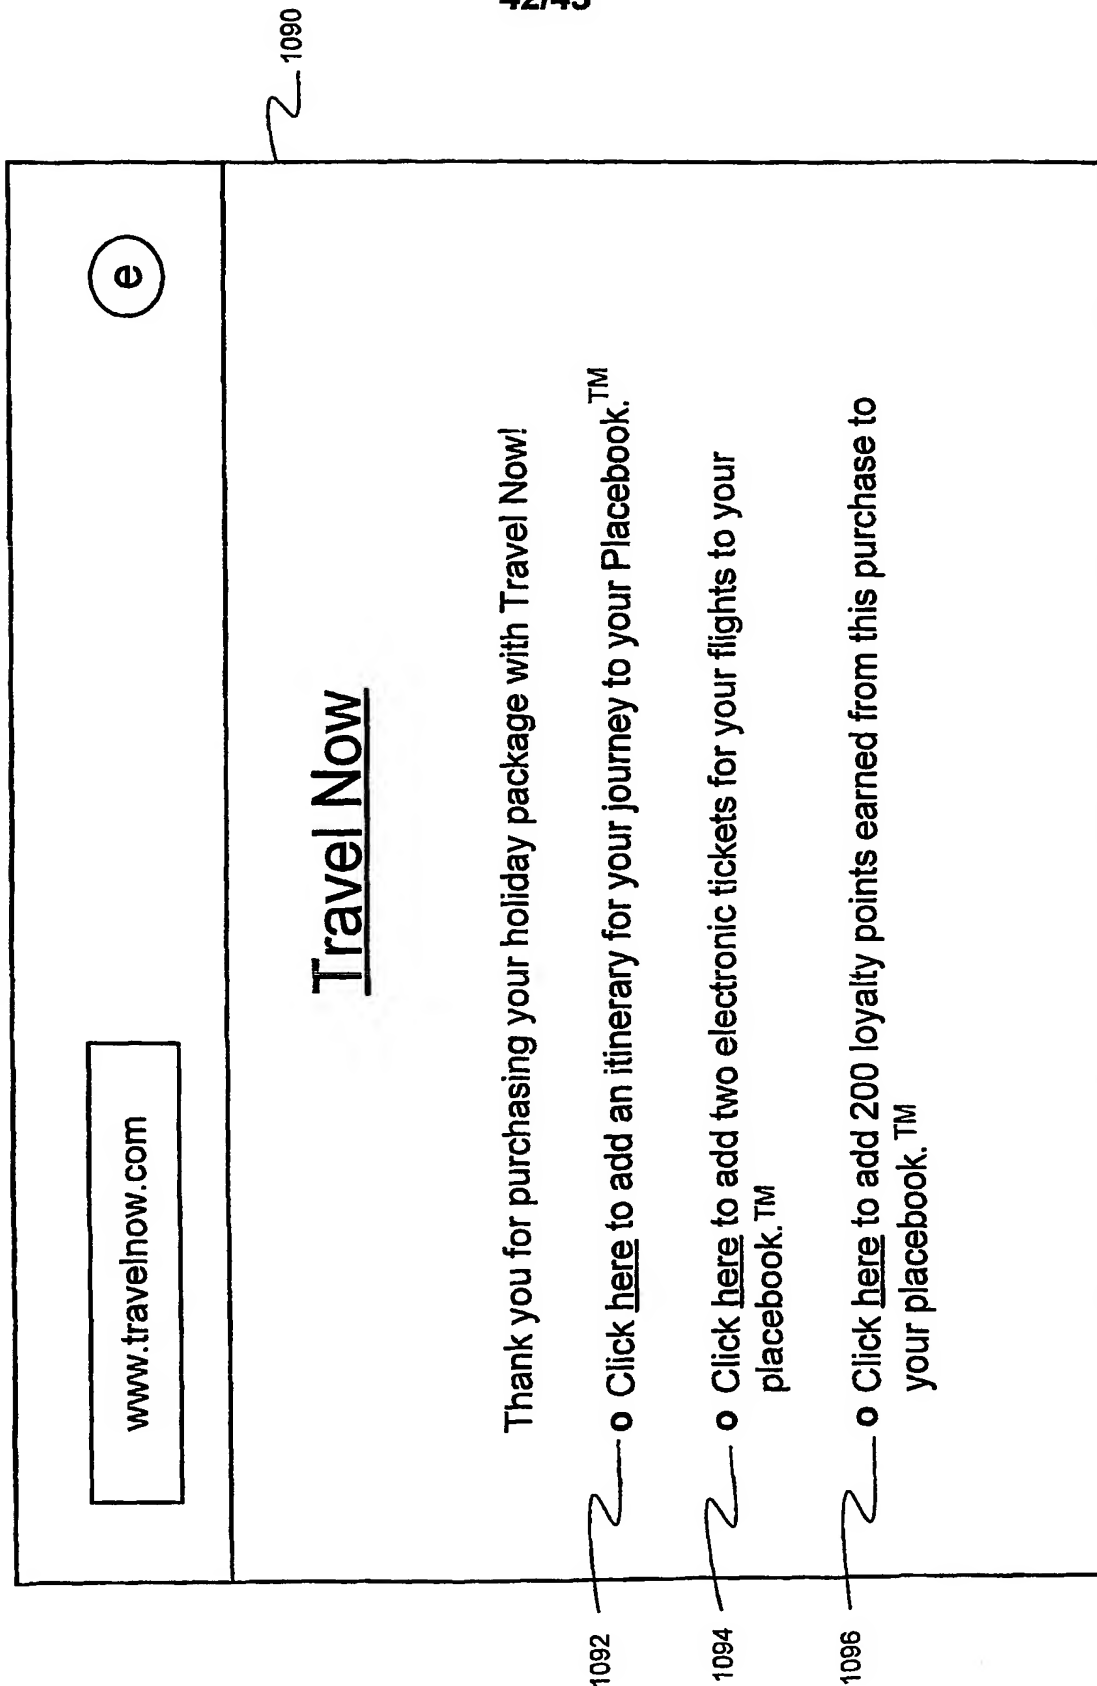 42/43
1090
www.travelnow.com
e
Travel Now
Thank you for purchasing your holiday package with Travel Now!
1092
o Click here to add an itinerary for your journey to your Placebook.™
1094
o Click here to add two electronic tickets for your flights to your
placebook.™
1096
o Click here to add 200 loyalty points earned from this purchase to
your placebook.™